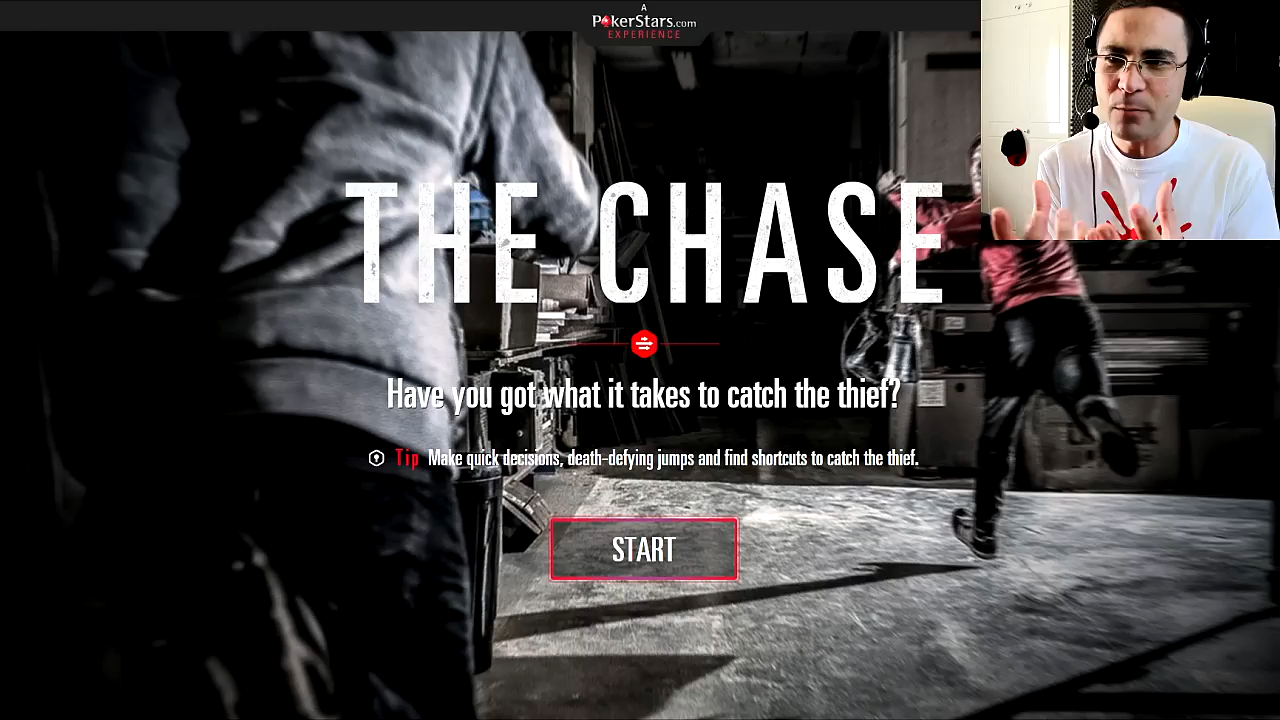 A
PokerStars.com
EXPERIENCE
THE CHASE
Have you got what it takes to catch the thief?
Tip Make quick decisions, death-defying jumps and find shortcuts to catch the thief.
START